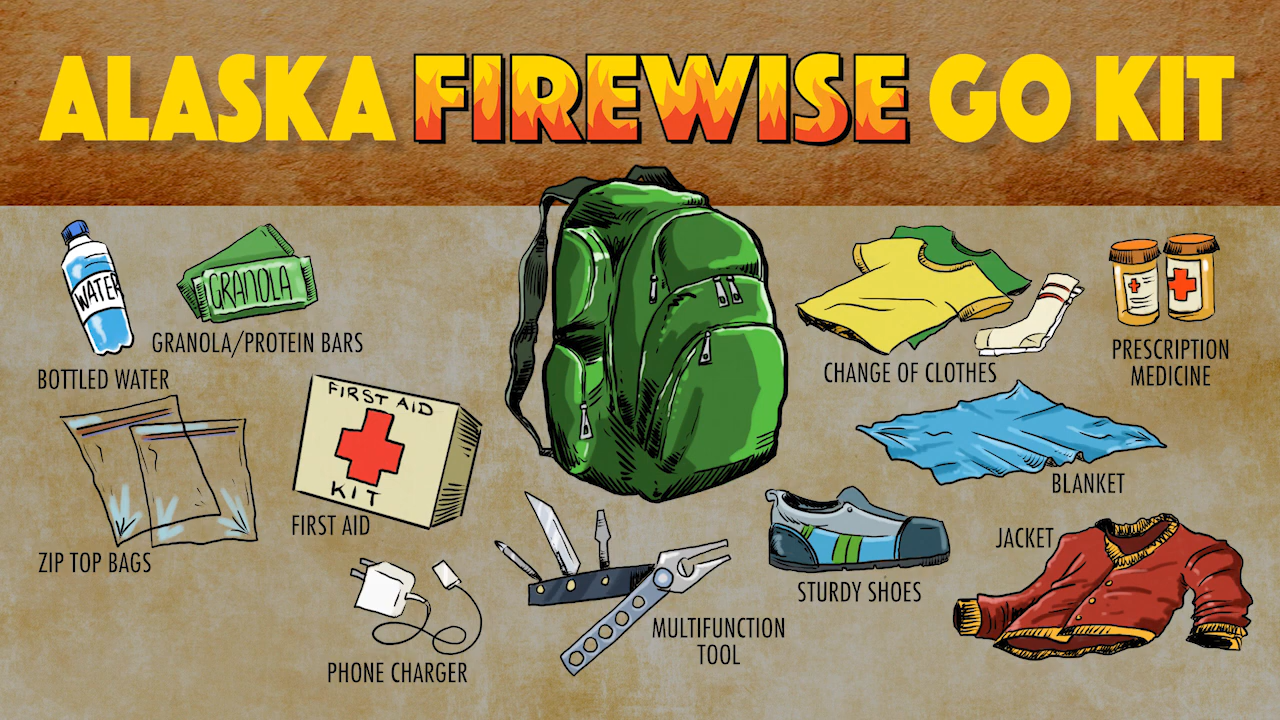 ALASKA FIREWISE GO KIT
WATER
BOTTLED WATER
GRANOLA
GRANOLA/PROTEIN BARS
ZIP TOP BAGS
FIRST AID
KIT
FIRST AID
PHONE CHARGER
MULTIFUNCTION
TOOL
CHANGE OF CLOTHES
PRESCRIPTION
MEDICINE
BLANKET
STURDY SHOES
JACKET